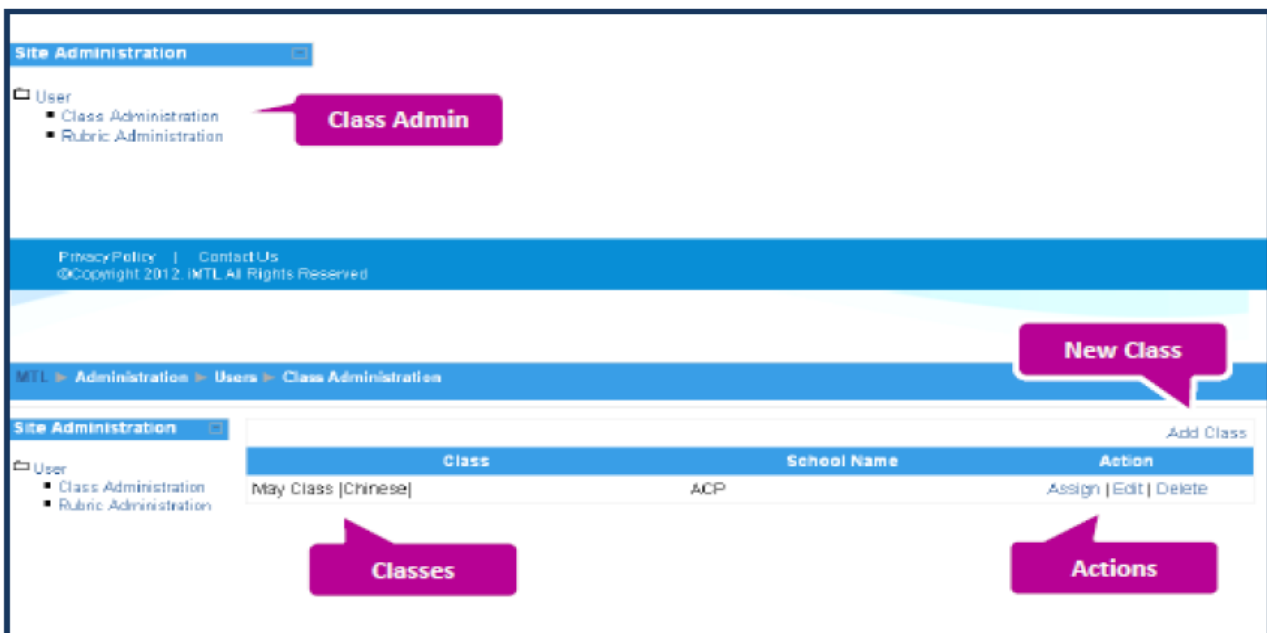 Site Administration
User
Class Administration
Rubric Administration
Class Admin
Privacy Policy | Contact Us
©Copyright 2012. iMTL All Rights Reserved
New Class
MTL ► Administration ► Users ► Class Administration
Site Administration
Add Class
Class School Name Action
User
Class Administration
Rubric Administration
May Class |Chinese| ACP Assign | Edit | Delete
Classes
Actions